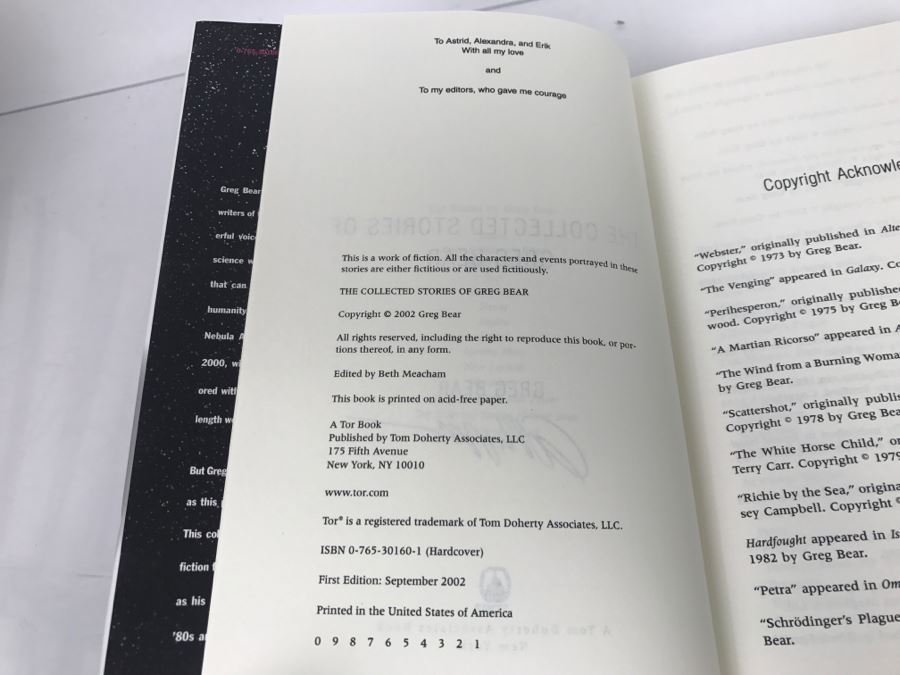 To Astrid, Alexandra, and Erik
With all my love
and
To my editors, who gave me courage
This is a work of fiction. All the characters and events portrayed in these
stories are either fictitious or are used fictitiously.
THE COLLECTED STORIES OF GREG BEAR
Copyright © 2002 Greg Bear
All rights reserved, including the right to reproduce this book, or por-
tions thereof, in any form.
Edited by Beth Meacham
This book is printed on acid-free paper.
A Tor Book
Published by Tom Doherty Associates, LLC
175 Fifth Avenue
New York, NY 10010
www.tor.com
Tor® is a registered trademark of Tom Doherty Associates, LLC.
ISBN 0-765-30160-1 (Hardcover)
First Edition: September 2002
Printed in the United States of America
0 9 8 7 6 5 4 3 2 1
Greg Bear
writers of
erful voic
science w
that can
humanity
Nebula A
2000, wi
ored with
length w
But Greg
as this
This col
fiction
as his
'80s a
Copyright Acknowle
"Webster," originally published in Alte
Copyright © 1973 by Greg Bear.
"The Venging" appeared in Galaxy. Co
"Perihesperon," originally publishe
wood. Copyright © 1975 by Greg B
"A Martian Ricorso" appeared in A
"The Wind from a Burning Woma
by Greg Bear.
"Scattershot," originally publis
Copyright © 1978 by Greg Bea
"The White Horse Child," or
Terry Carr. Copyright © 1979
"Richie by the Sea," origina
sey Campbell. Copyright ©
Hardfought appeared in Is
1982 by Greg Bear.
"Petra" appeared in Om
"Schrödinger's Plague
Bear.